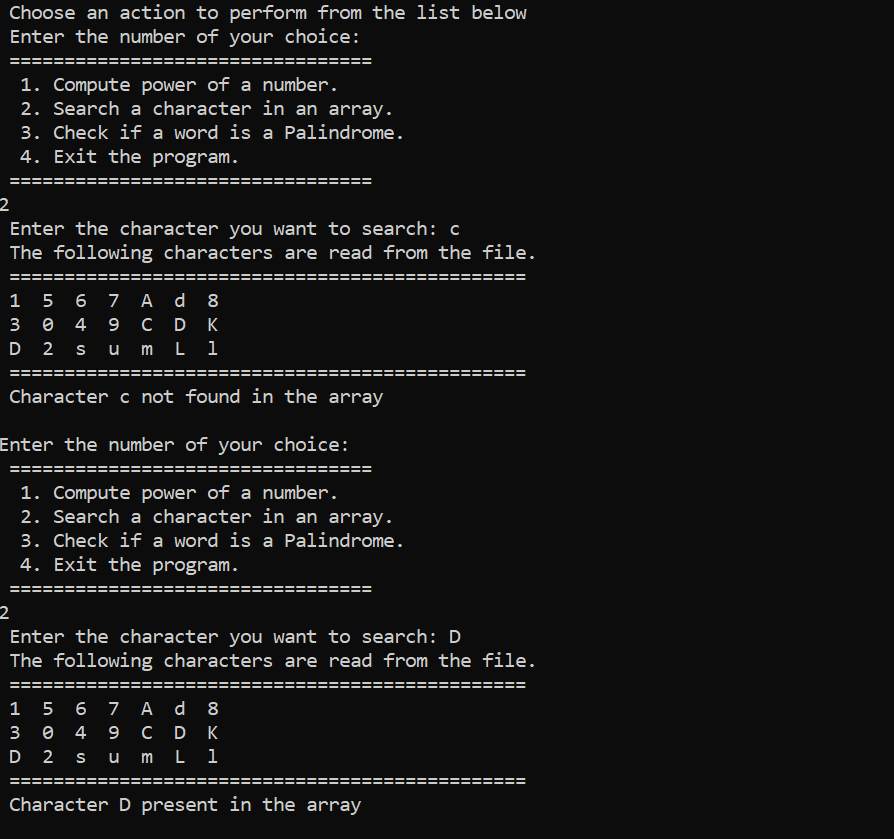 Choose an action to perform from the list below
Enter the number of your choice:
=================================
1. Compute power of a number.
2. Search a character in an array.
3. Check if a word is a Palindrome.
4. Exit the program.
=================================
2
Enter the character you want to search: c
The following characters are read from the file.
===============================================
1 5 6 7 A d 8
3 0 4 9 C D K
D 2 s u m L l
===============================================
Character c not found in the array
Enter the number of your choice:
=================================
1. Compute power of a number.
2. Search a character in an array.
3. Check if a word is a Palindrome.
4. Exit the program.
=================================
2
Enter the character you want to search: D
The following characters are read from the file.
===============================================
1 5 6 7 A d 8
3 0 4 9 C D K
D 2 s u m L l
===============================================
Character D present in the array